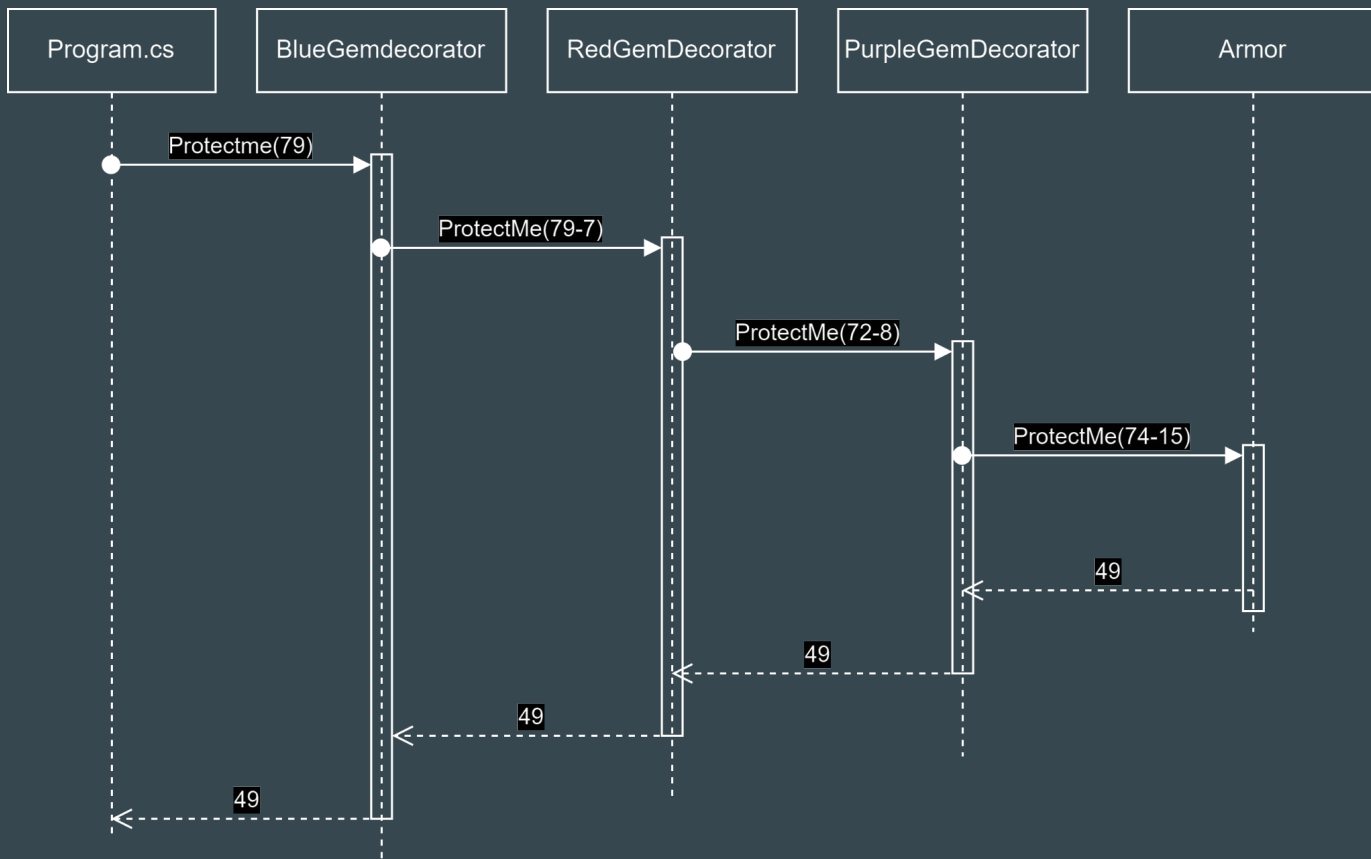 Program.cs
BlueGemdecorator
RedGemDecorator
PurpleGemDecorator
Armor
Protectme(79)
ProtectMe(79-7)
ProtectMe(72-8)
ProtectMe(74-15)
49
49
49
49